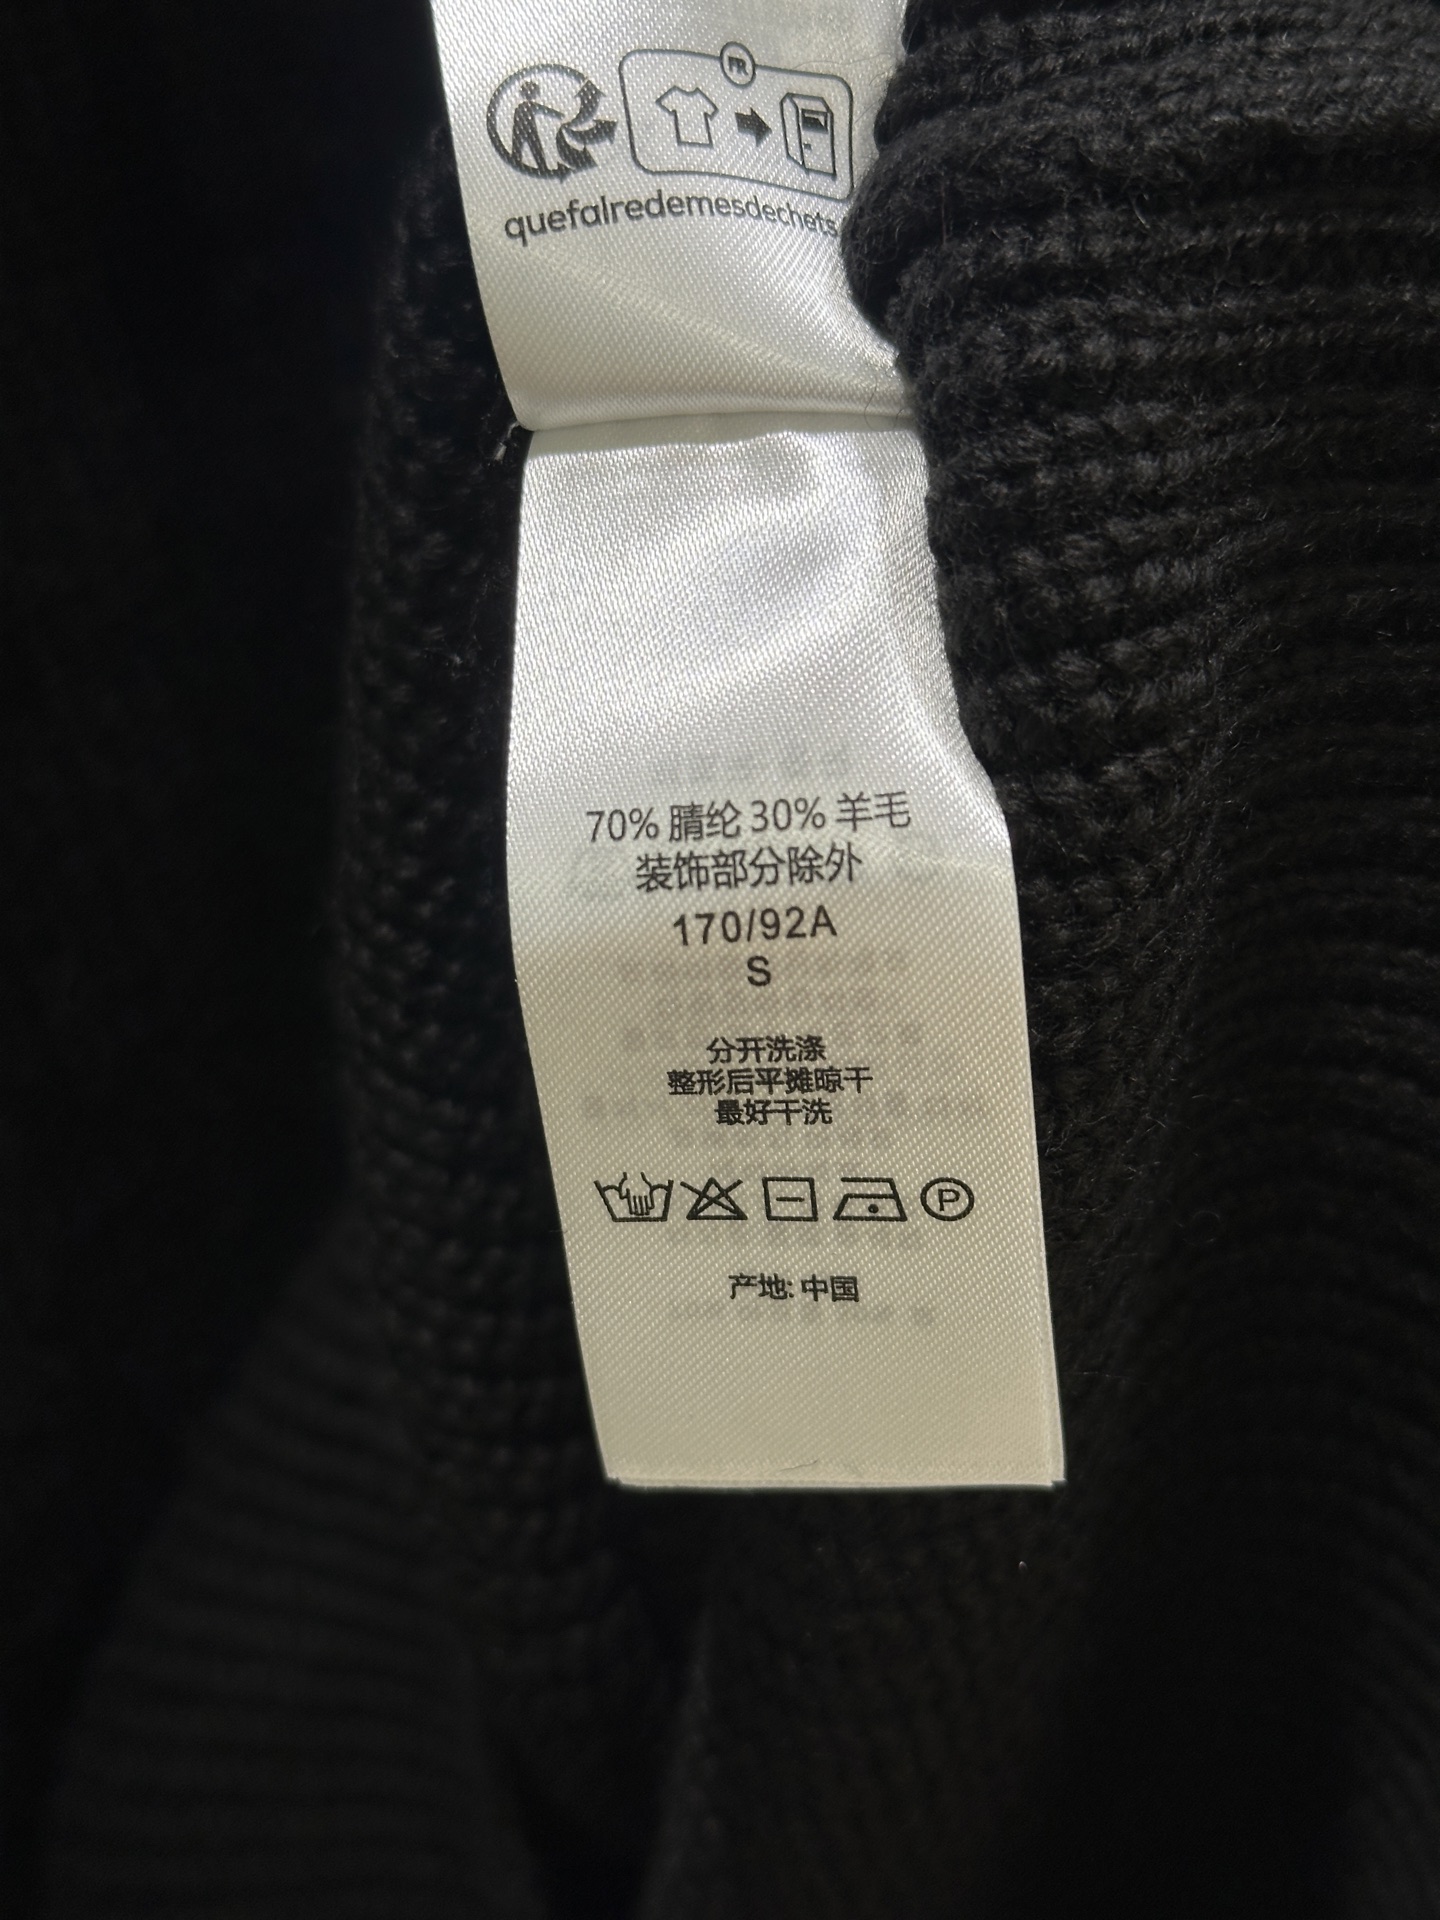 FR
quefairedemesdechets
70% 腈纶 30% 羊毛
装饰部分除外
170/92A
S
分开洗涤
整形后平摊晾干
最好干洗
P
产地: 中国